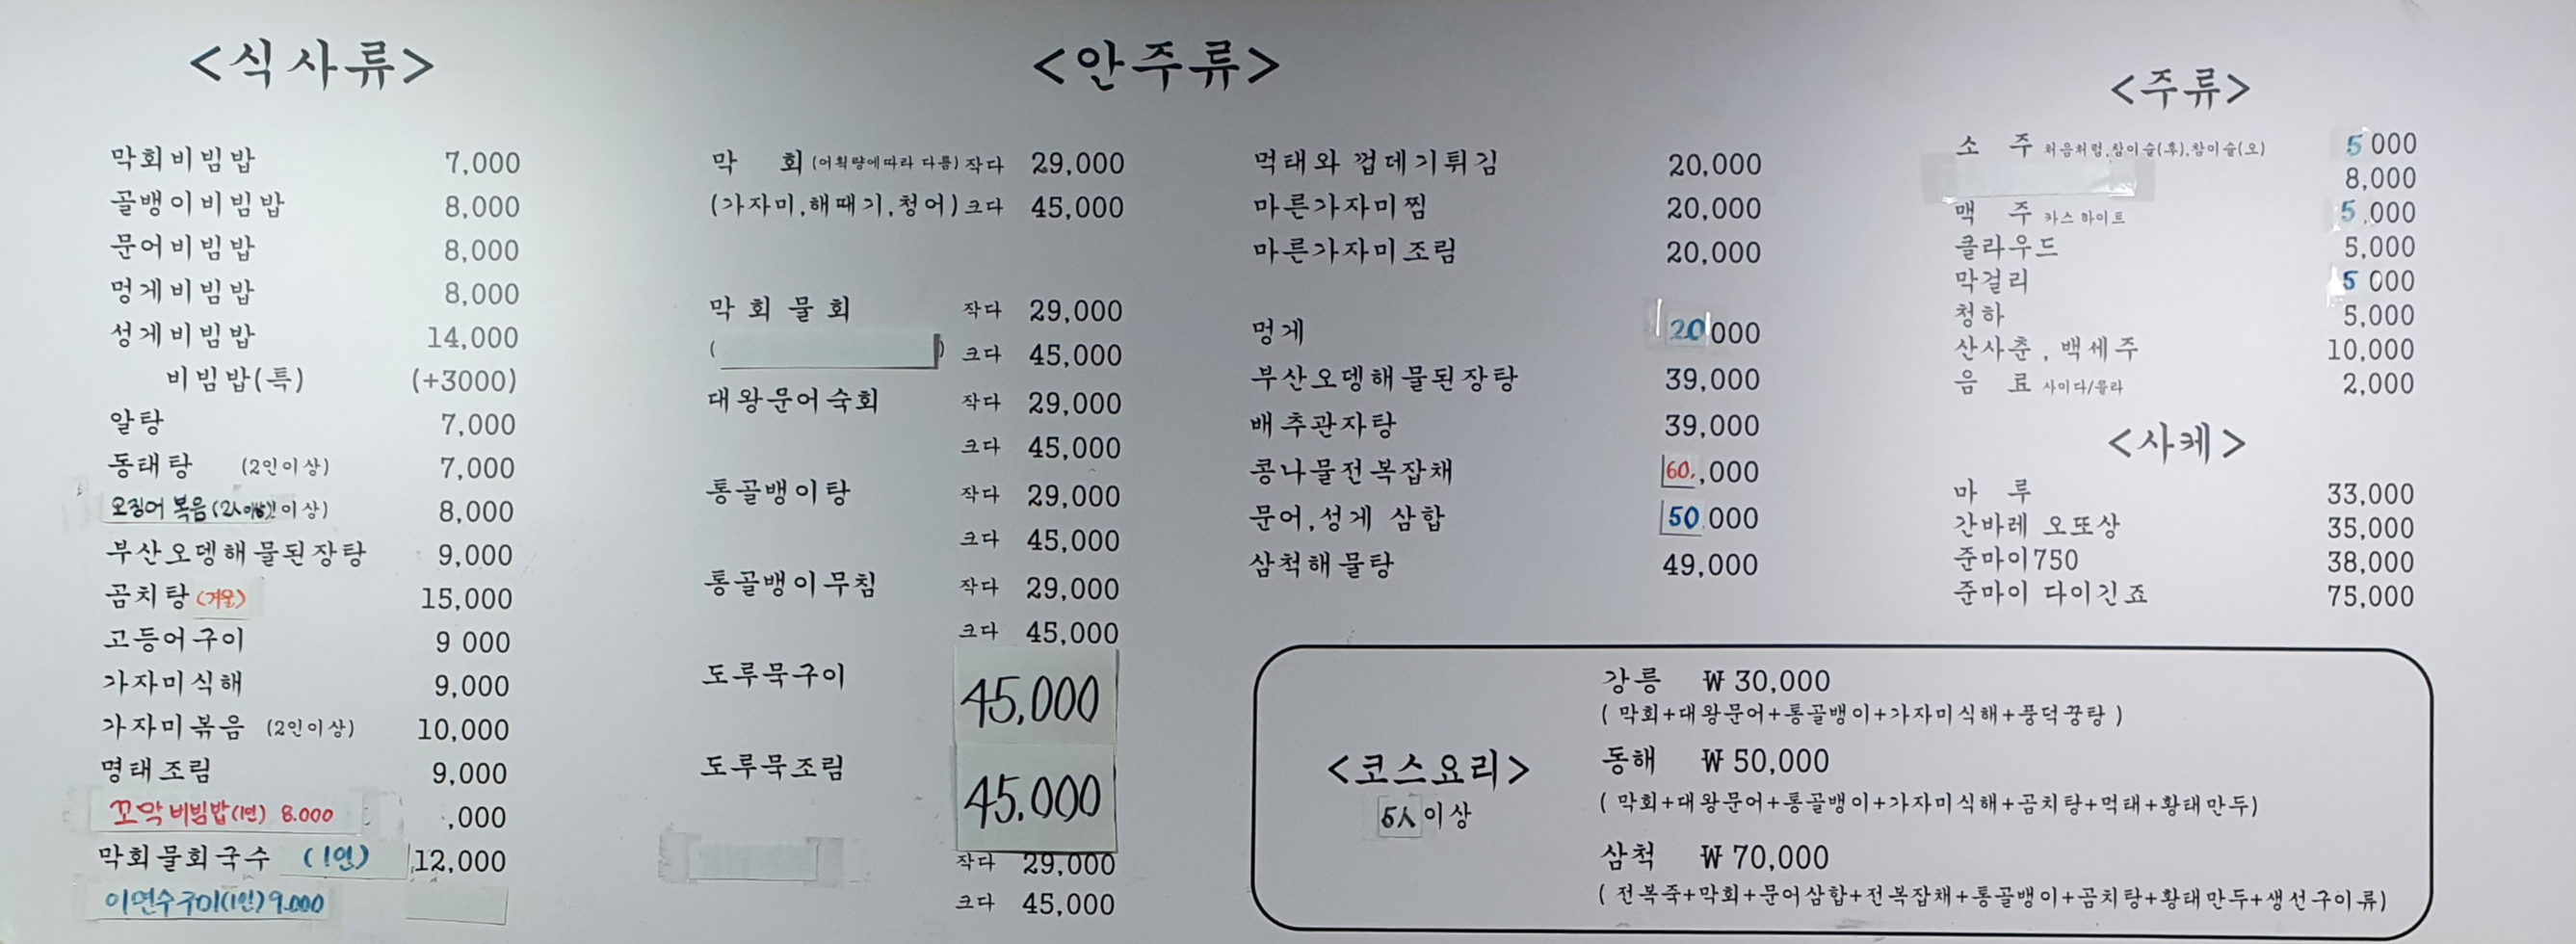 <식사류>
막회비빔밥 7,000
골뱅이비빔밥 8,000
문어비빔밥 8,000
멍게비빔밥 8,000
성게비빔밥 14,000
비빔밥(특) (+3000)
알탕 7,000
동태탕 (2인이상) 7,000
오징어 볶음(2人이상)이상) 8,000
부산오뎅해물된장탕 9,000
곰치탕 (겨울) 15,000
고등어구이 9 000
가자미식해 9,000
가자미볶음 (2인이상) 10,000
명태조림 9,000
꼬막비빔밥(1인) 8.000 ,000
막회물회국수 (1인) 12,000
이면수구이(1인) 9.000
<안주류>
막 회 (어획량에따라 다름) 작다 29,000
(가자미,해때기,청어) 크다 45,000
막회물회 작다 29,000
( ) 크다 45,000
대왕문어숙회 작다 29,000
크다 45,000
통골뱅이탕 작다 29,000
크다 45,000
통골뱅이무침 작다 29,000
크다 45,000
도루묵구이 45,000
도루묵조림 45.000
작다 29,000
크다 45,000
먹태와 껍데기튀김 20,000
마른가자미찜 20,000
마른가자미조림 20,000
멍게 20 000
부산오뎅해물된장탕 39,000
배추관자탕 39,000
콩나물전복잡채 60.,000
문어,성게 삼합 50 000
삼척해물탕 49,000
<주류>
소 주 처음처럼,참이슬(후),참이슬(오) 5 000
8,000
맥 주 카스 하이트 5 ,000
클라우드 5,000
막걸리 5 000
청하 5,000
산사춘 , 백세주 10,000
음 료 사이다/콜라 2,000
<사케>
마 루 33,000
간바레 오또상 35,000
준마이750 38,000
준마이 다이긴죠 75,000
<코스요리>
5人 이상
강릉 ₩ 30,000
( 막회+대왕문어+통골뱅이+가자미식해+풍덕꿍탕 )
동해 ₩ 50,000
( 막회+대왕문어+통골뱅이+가자미식해+곰치탕+먹태+황태만두)
삼척 ₩ 70,000
( 전복죽+막회+문어삼합+전복잡채+통골뱅이+곰치탕+황태만두+생선구이류)